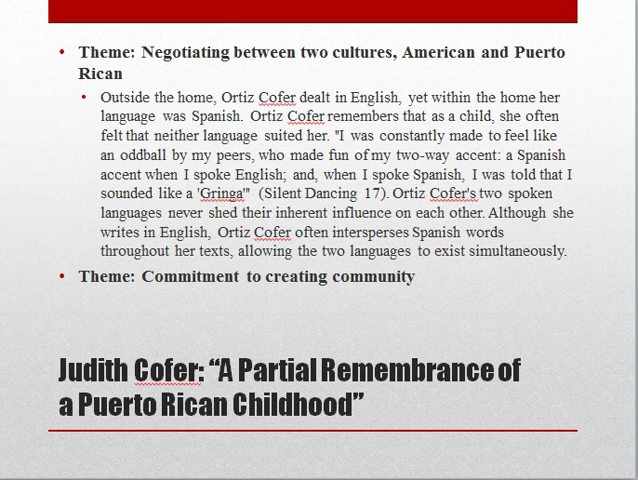 • Theme: Negotiating between two cultures, American and Puerto
Rican
• Outside the home, Ortiz Cofer dealt in English, yet within the home her
language was Spanish. Ortiz Cofer remembers that as a child, she often
felt that neither language suited her. "I was constantly made to feel like
an oddball by my peers, who made fun of my two-way accent: a Spanish
accent when I spoke English; and, when I spoke Spanish, I was told that I
sounded like a 'Gringa'" (Silent Dancing 17). Ortiz Cofer's two spoken
languages never shed their inherent influence on each other. Although she
writes in English, Ortiz Cofer often intersperses Spanish words
throughout her texts, allowing the two languages to exist simultaneously.
• Theme: Commitment to creating community
Judith Cofer: “A Partial Remembrance of
a Puerto Rican Childhood”